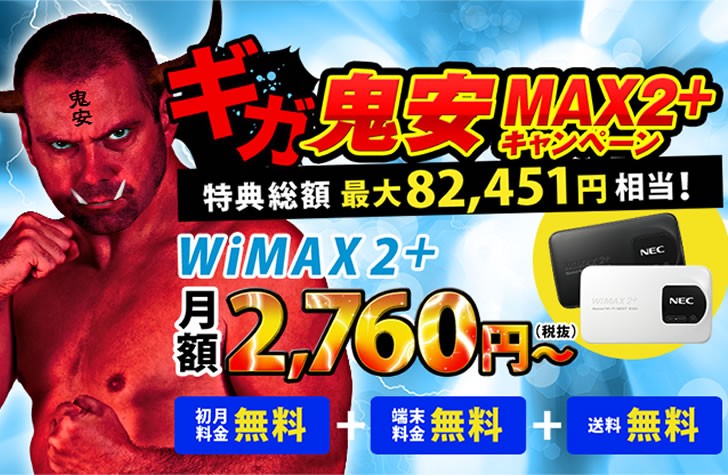 鬼安
ギガ鬼安MAX2+
キャンペーン
特典総額 最大82,451円相当!
WiMAX 2+
NEC
WiMAX 2+
NEC
月額2,760円～
(税抜)
初月料金 無料 + 端末料金 無料 + 送料 無料